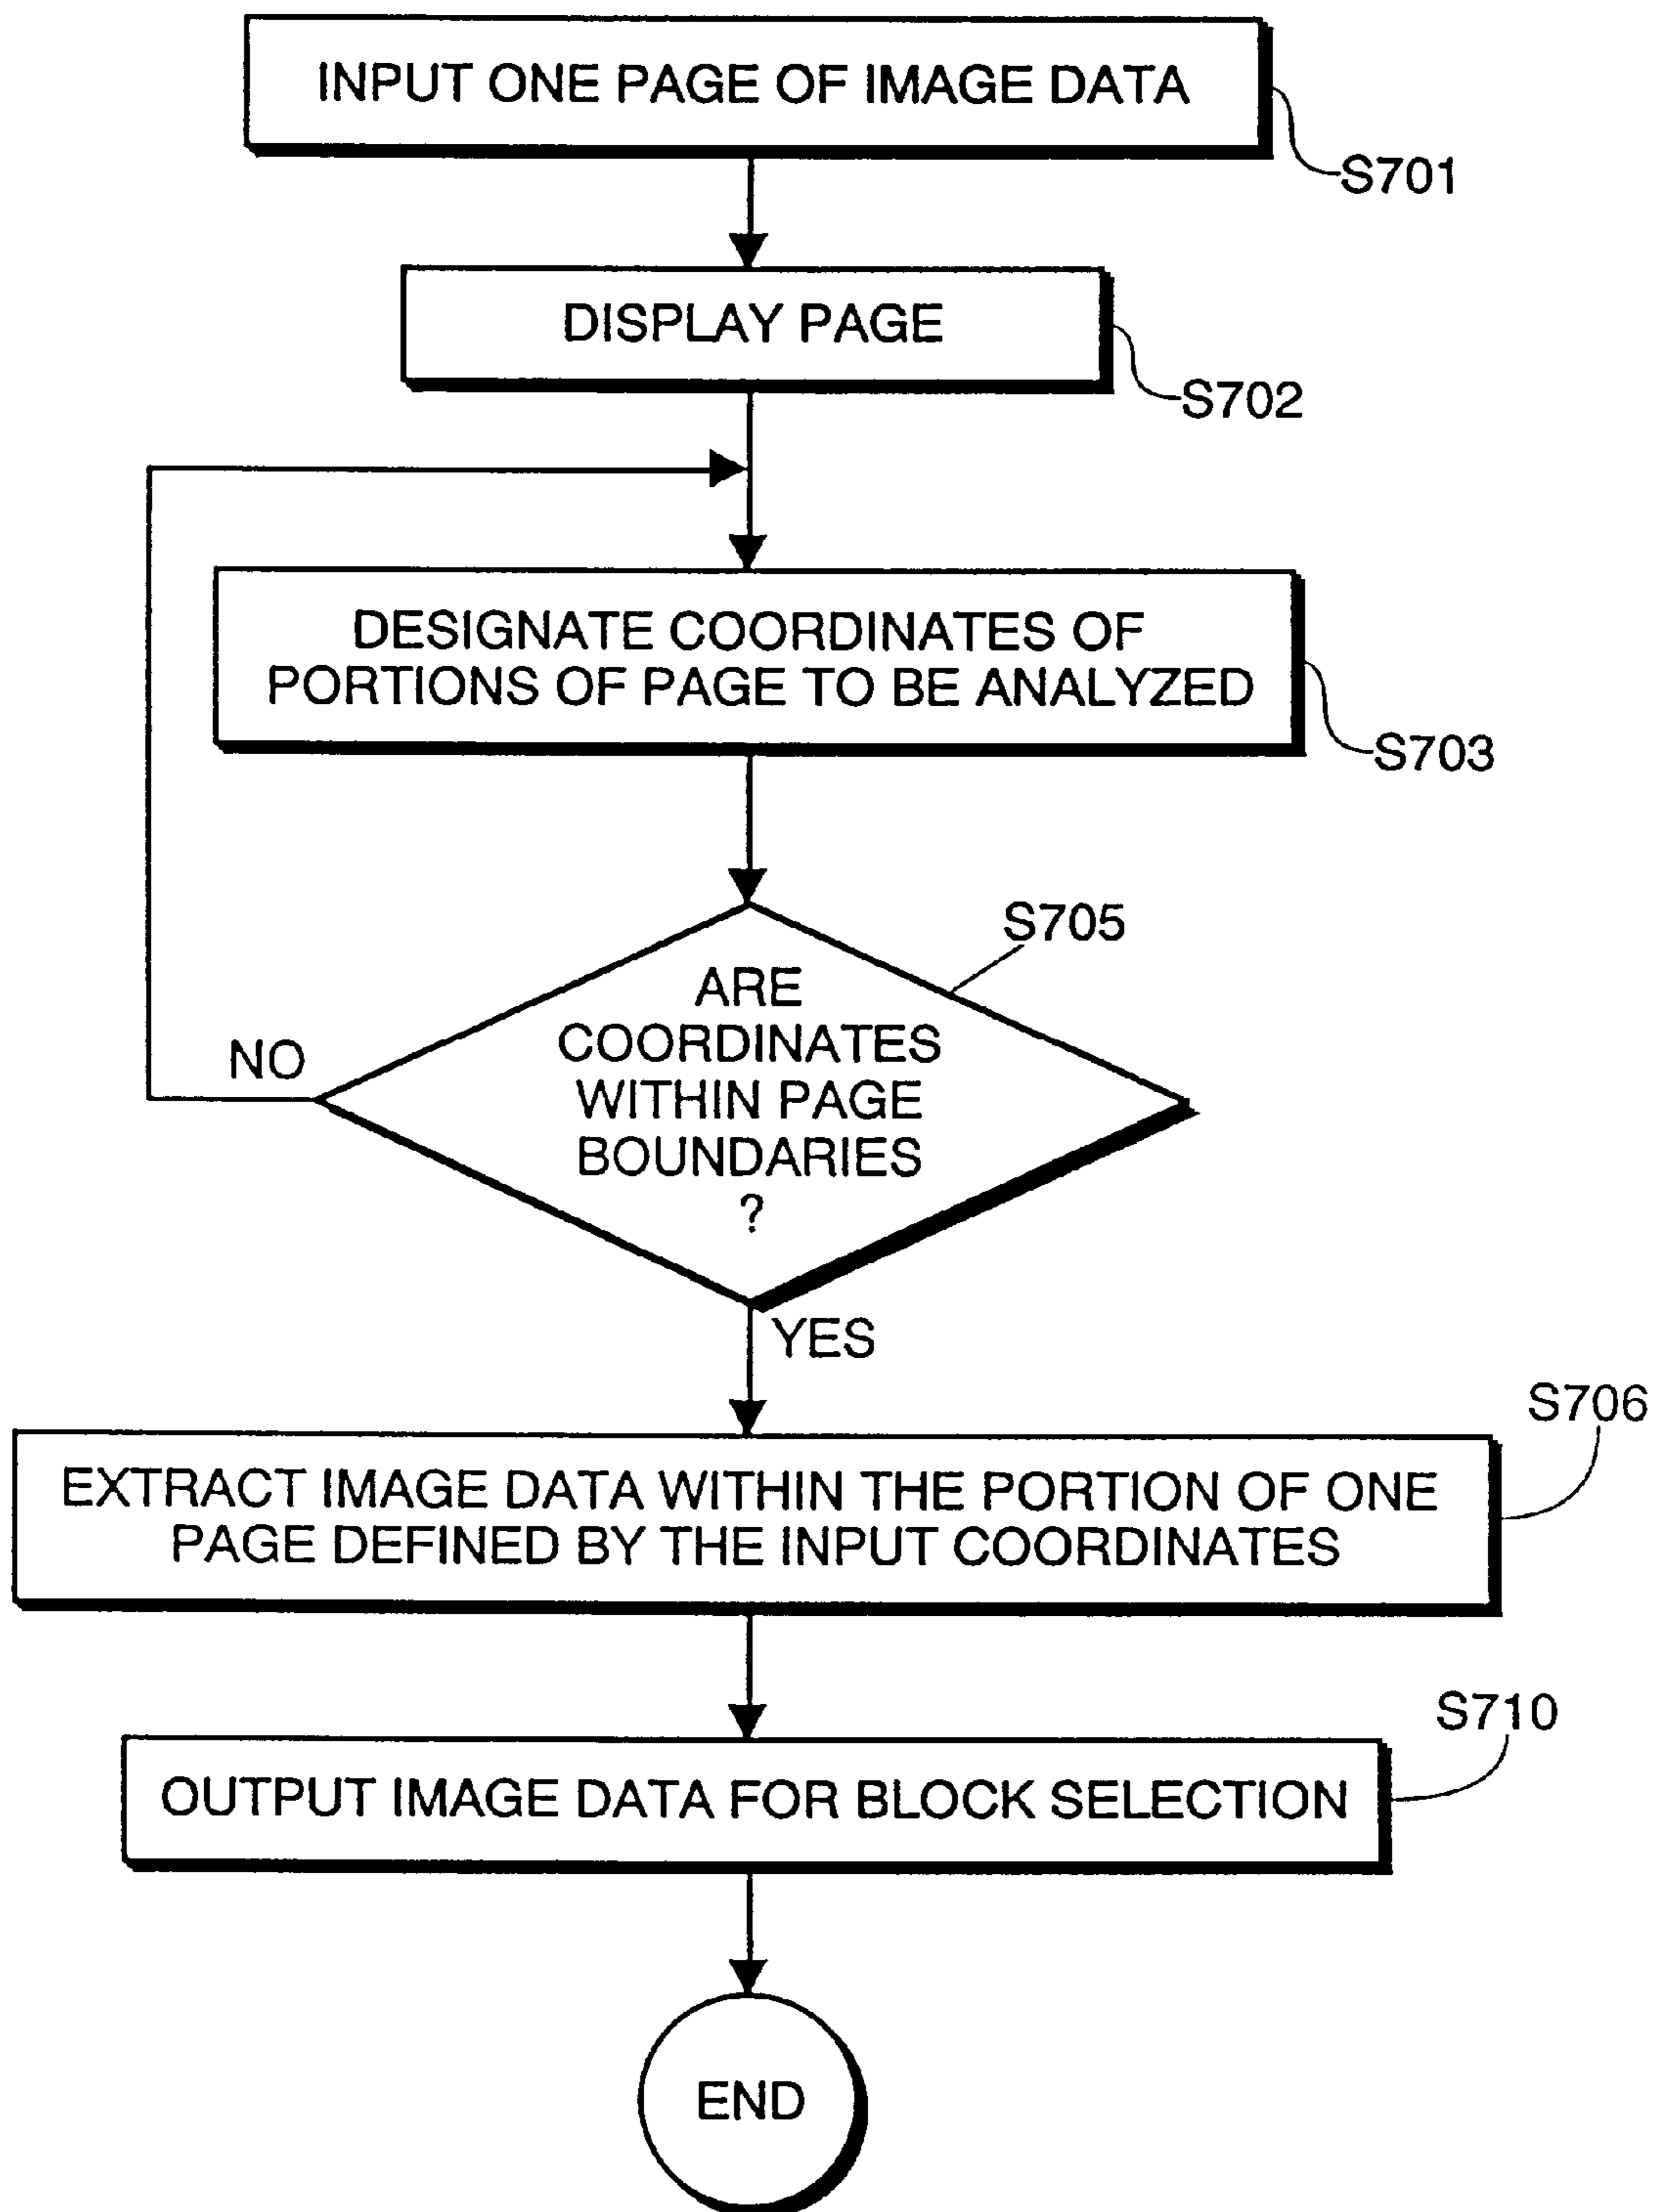 INPUT ONE PAGE OF IMAGE DATA
S701
DISPLAY PAGE
S702
DESIGNATE COORDINATES OF
PORTIONS OF PAGE TO BE ANALYZED
S703
S705
ARE
COORDINATES
WITHIN PAGE
BOUNDARIES
?
NO
YES
S706
EXTRACT IMAGE DATA WITHIN THE PORTION OF ONE
PAGE DEFINED BY THE INPUT COORDINATES
S710
OUTPUT IMAGE DATA FOR BLOCK SELECTION
END